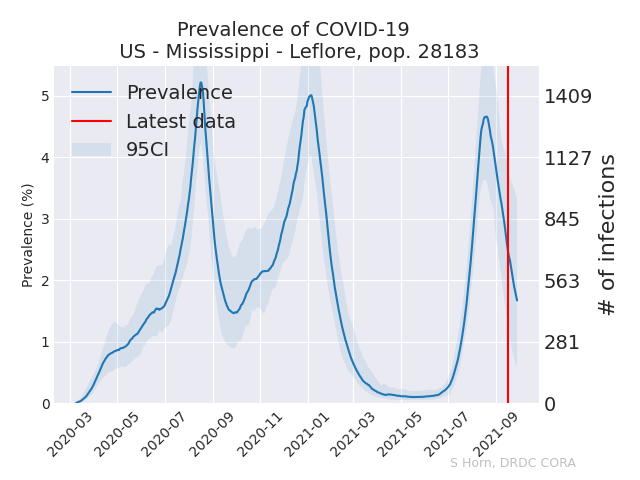 Prevalence of COVID-19
US - Mississippi - Leflore, pop. 28183
Prevalence
Latest data
95CI
Prevalence (%)
5
4
3
2
1
0
1409
1127
845
563
281
0
# of infections
2020-03
2020-05
2020-07
2020-09
2020-11
2021-01
2021-03
2021-05
2021-07
2021-09
S Horn, DRDC CORA